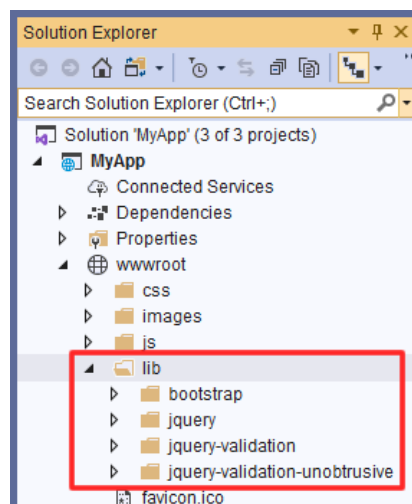 Solution Explorer
Search Solution Explorer (Ctrl+;)
Solution 'MyApp' (3 of 3 projects)
MyApp
Connected Services
Dependencies
Properties
wwwroot
css
images
js
lib
bootstrap
jquery
jquery-validation
jquery-validation-unobtrusive
favicon.ico